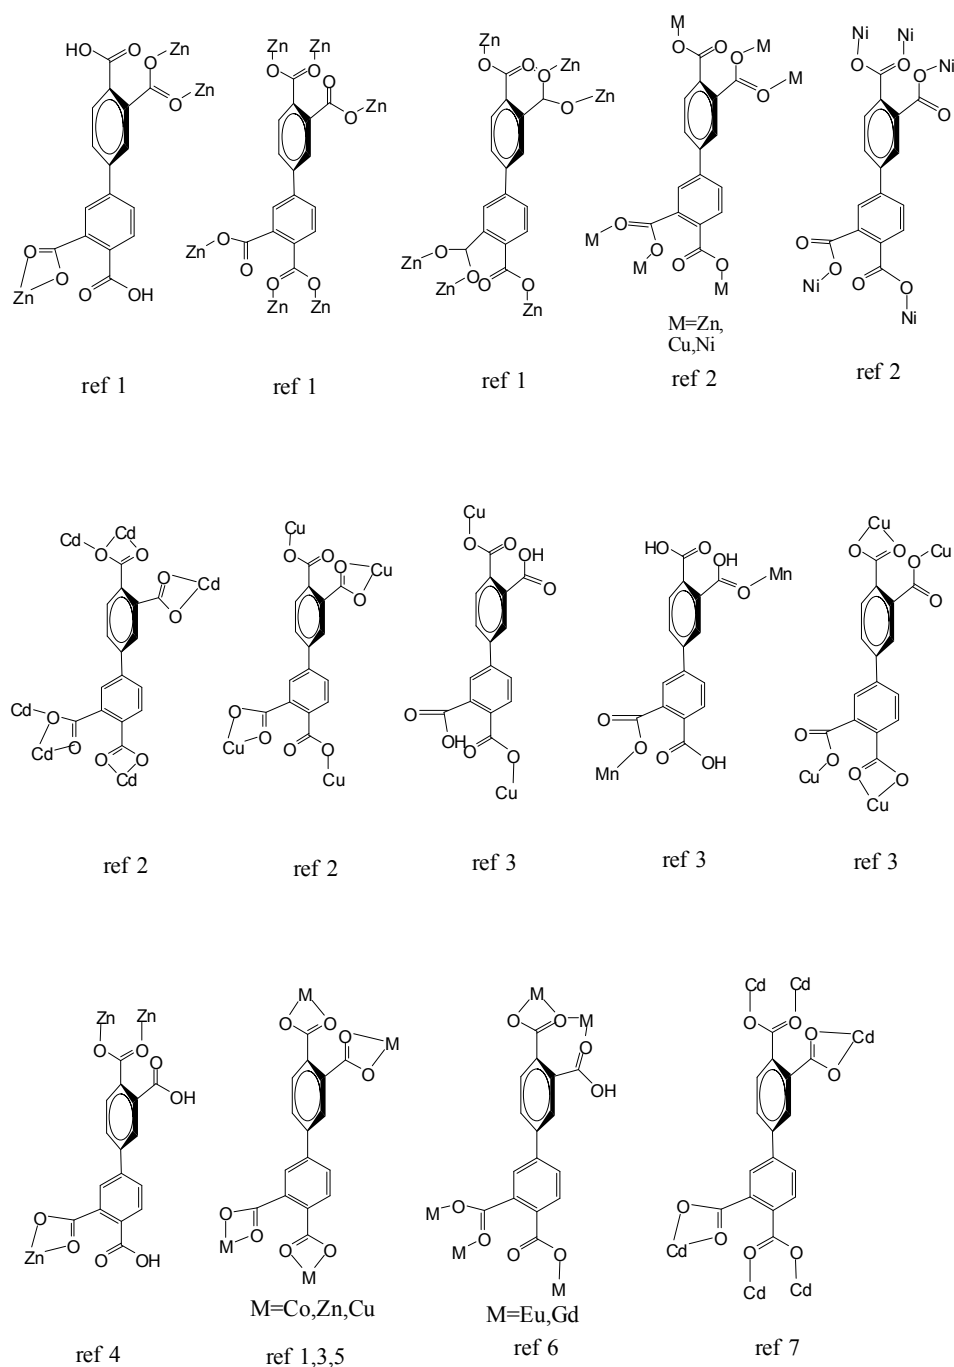 HO O Zn
O
O Zn
O
O
Zn
O OH
ref 1
Zn Zn
O O O
O Zn
O
Zn O
O O
Zn Zn
ref 1
Zn
O O O Zn
O Zn
Zn O
O O
O
Zn Zn
ref 1
M
O O O M
O M
O
M O
M O O
M
M=Zn,
Cu,Ni
ref 2
Ni Ni
O O O Ni
O
O
O O O
Ni Ni
ref 2
Cd Cd
O O O Cd
O
Cd O
Cd O O O
Cd
ref 2
Cu
O O O Cu
O
O
Cu O O O
Cu
ref 2
Cu
O O OH
O
O
OH O O
Cu
ref 3
HO O OH
O Mn
O
O
Mn O OH
ref 3
Cu
O O Cu
O
O
O
Cu O O O
Cu
ref 3
Zn Zn
O O O
OH
O
O
Zn O OH
ref 4
M
O O O M
O
O
O
M O O
M
M=Co,Zn,Cu
ref 1,3,5
M
O O M
O
OH
M O
M O O O
M
M=Eu,Gd
ref 6
Cd Cd
O O O Cd
O
O
O
Cd O O
Cd Cd
ref 7